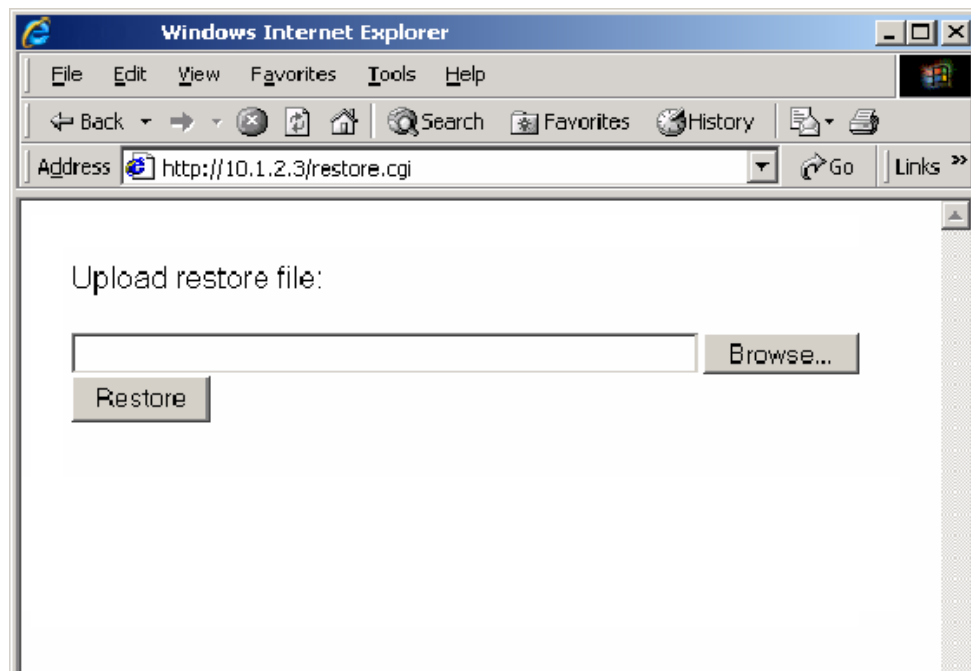 Windows Internet Explorer
File Edit View Favorites Tools Help
Back Search Favorites History
Address http://10.1.2.3/restore.cgi Go Links »
Upload restore file:
Browse...
Restore